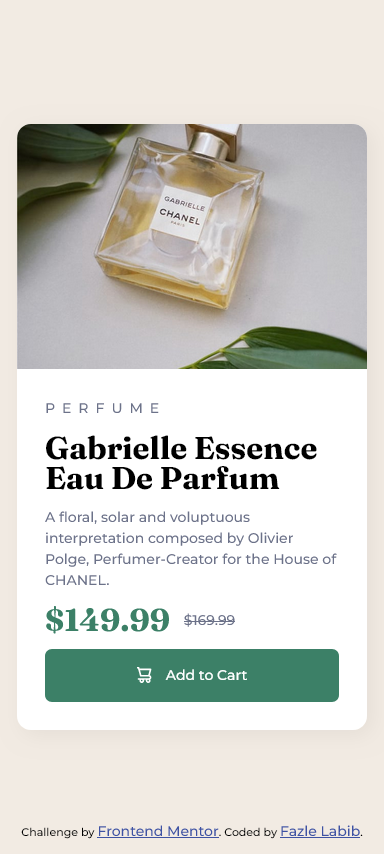 GABRIELLE
CHANEL
PARIS
PERFUME
Gabrielle Essence
Eau De Parfum
A floral, solar and voluptuous
interpretation composed by Olivier
Polge, Perfumer-Creator for the House of
CHANEL.
$149.99 $169.99
Add to Cart
Challenge by Frontend Mentor. Coded by Fazle Labib.